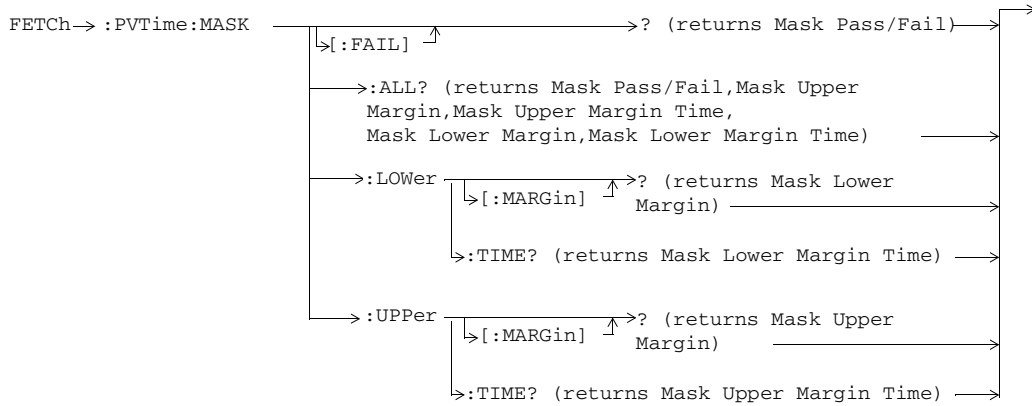 FETCh :PVTime:MASK ? (returns Mask Pass/Fail)
[:FAIL]
:ALL? (returns Mask Pass/Fail,Mask Upper
Margin,Mask Upper Margin Time,
Mask Lower Margin,Mask Lower Margin Time)
:LOWer ? (returns Mask Lower
[:MARGin] Margin)
:TIME? (returns Mask Lower Margin Time)
:UPPer ? (returns Mask Upper
[:MARGin] Margin)
:TIME? (returns Mask Upper Margin Time)